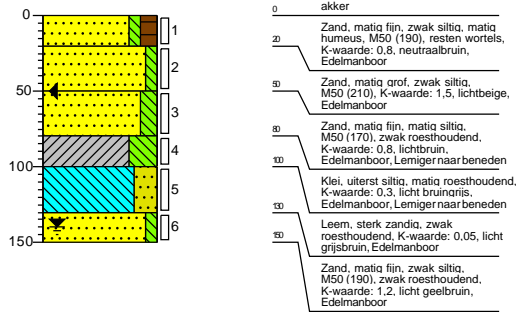 0
50
100
150
1
2
3
4
5
6
0
akker
20
Zand, matig fijn, zwak siltig, matig
humeus, M50 (190), resten wortels,
K-waarde: 0,8, neutraalbruin,
Edelmanboor
50
Zand, matig grof, zwak siltig,
M50 (210), K-waarde: 1,5, lichtbeige,
Edelmanboor
80
Zand, matig fijn, matig siltig,
M50 (170), zwak roesthoudend,
K-waarde: 0,8, lichtbruin,
Edelmanboor, Lemiger naar beneden
100
Klei, uiterst siltig, matig roesthoudend,
K-waarde: 0,3, licht bruingrijs,
Edelmanboor, Lemiger naar beneden
130
Leem, sterk zandig, zwak
roesthoudend, K-waarde: 0,05, licht
grijsbruin, Edelmanboor
150
Zand, matig fijn, zwak siltig,
M50 (190), zwak roesthoudend,
K-waarde: 1,2, licht geelbruin,
Edelmanboor